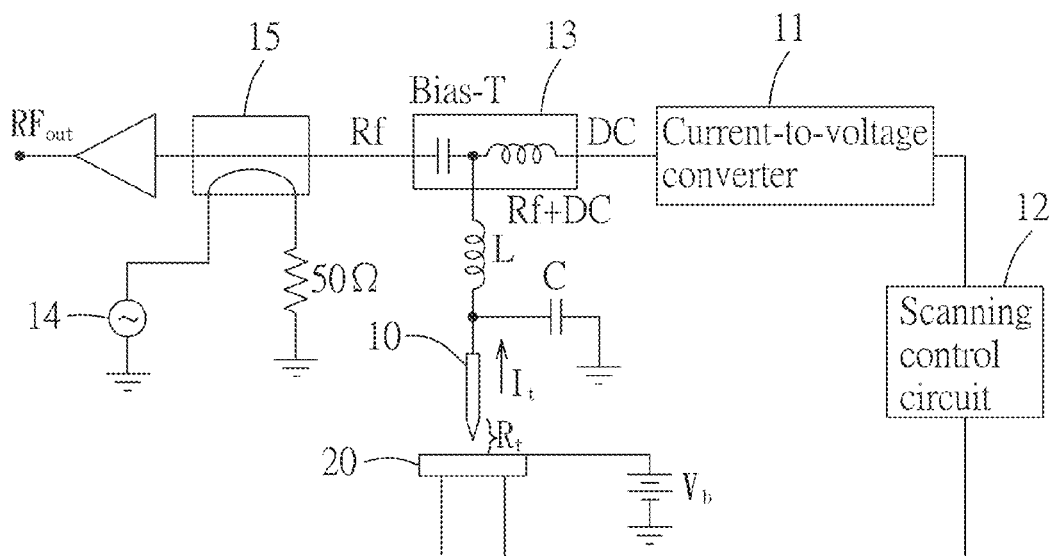 15
13
11
Bias-T
RFout
Rf
DC
Current-to-voltage
converter
Rf+DC
12
L
50Ω
C
14
~
10
It
Scanning
control
circuit
Rt
20
Vb